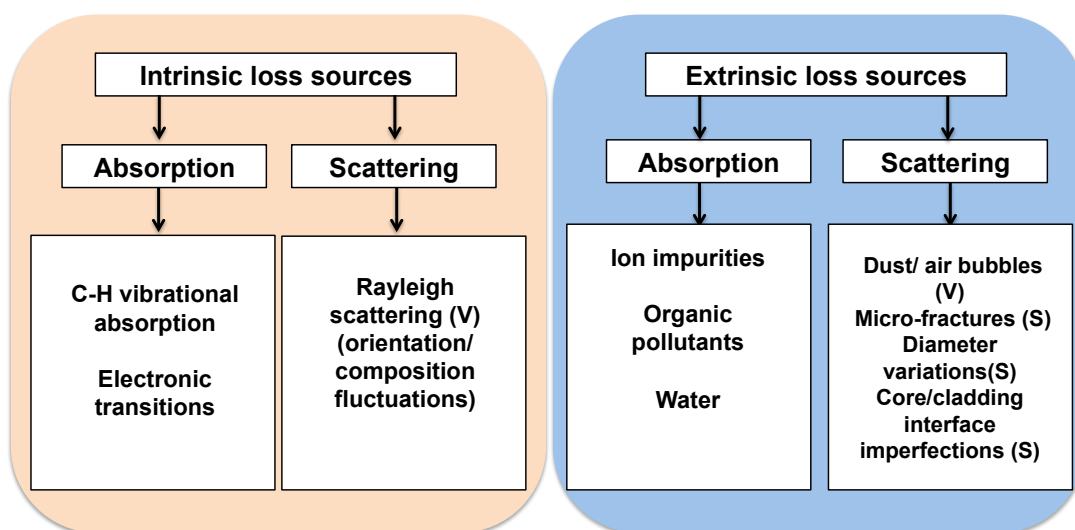 Intrinsic loss sources
Absorption
Scattering
C-H vibrational
absorption
Electronic
transitions
Rayleigh
scattering (V)
(orientation/
composition
fluctuations)
Extrinsic loss sources
Absorption
Scattering
Ion impurities
Organic
pollutants
Water
Dust/ air bubbles
(V)
Micro-fractures (S)
Diameter
variations(S)
Core/cladding
interface
imperfections (S)